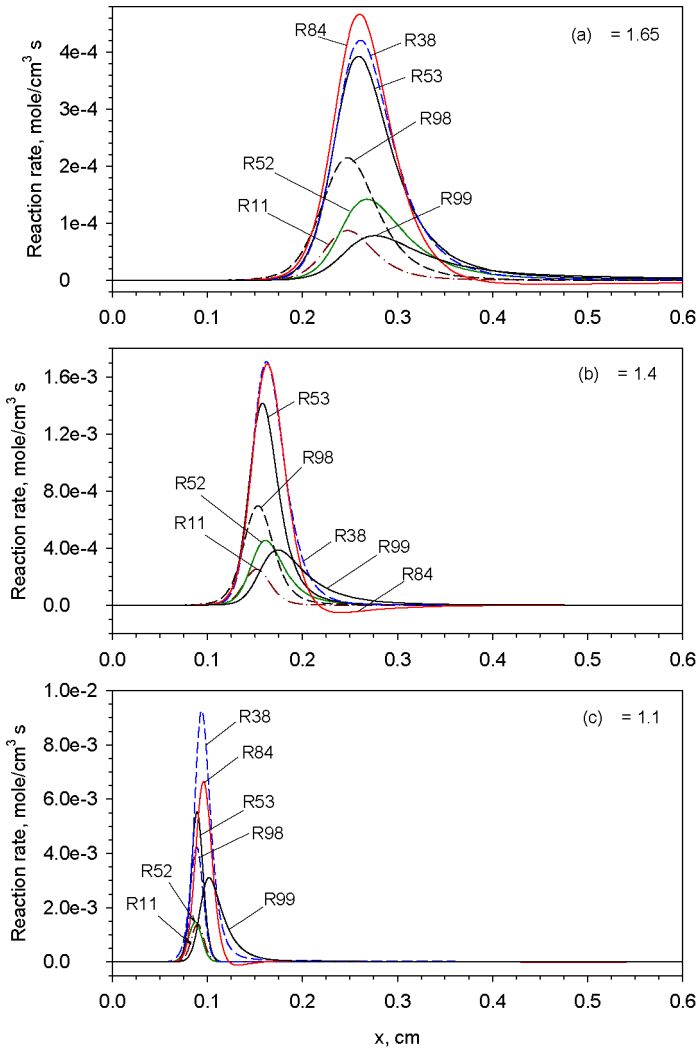 (a) = 1.65
R84
R38
R53
R98
R52
R11
R99
4e-4
3e-4
2e-4
1e-4
0
Reaction rate, mole/cm³ s
0.0 0.1 0.2 0.3 0.4 0.5 0.6
(b) = 1.4
R53
R98
R52
R11
R38
R99
R84
1.6e-3
1.2e-3
8.0e-4
4.0e-4
0.0
Reaction rate, mole/cm³ s
0.0 0.1 0.2 0.3 0.4 0.5 0.6
(c) = 1.1
R38
R84
R53
R98
R52
R11
R99
1.0e-2
8.0e-3
6.0e-3
4.0e-3
2.0e-3
0.0
Reaction rate, mole/cm³ s
0.0 0.1 0.2 0.3 0.4 0.5 0.6
x, cm